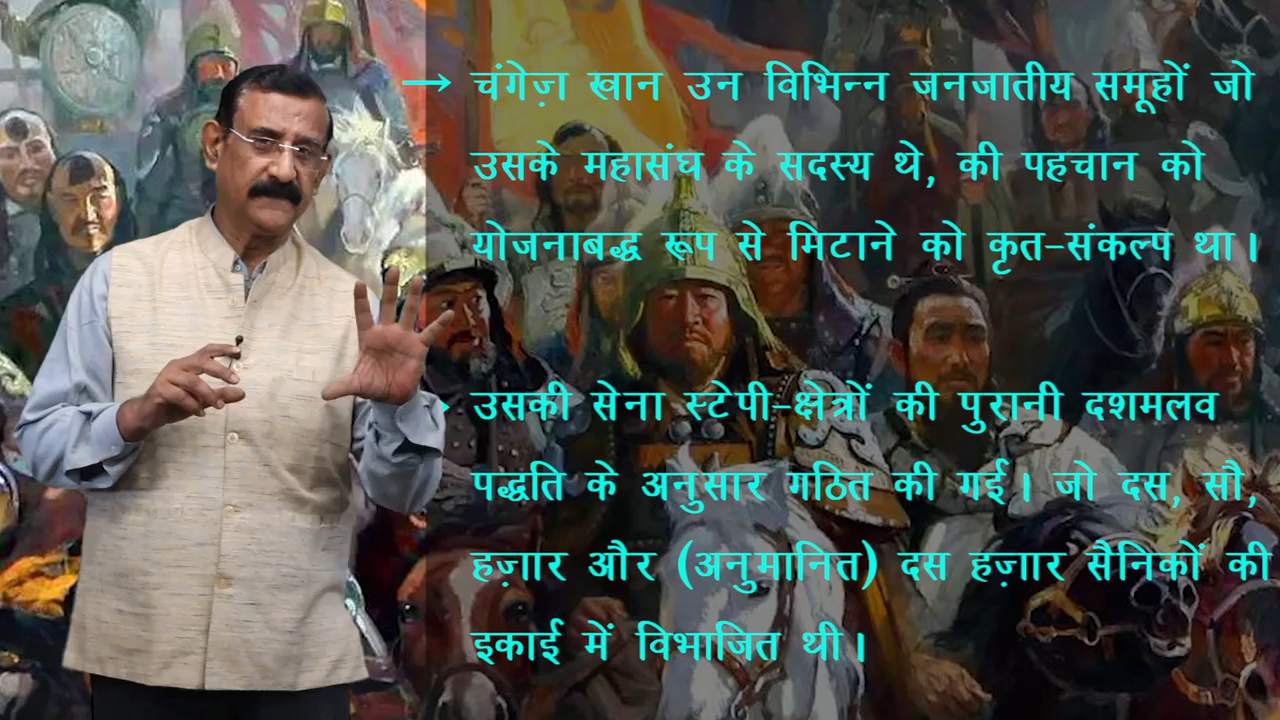 → चंगेज़ खान उन विभिन्न जनजातीय समूहों जो
उसके महासंघ के सदस्य थे, की पहचान को
योजनाबद्ध रूप से मिटाने को कृत-संकल्प था।
उसकी सेना स्टेपी-क्षेत्रों की पुरानी दशमलव
पद्धति के अनुसार गठित की गई। जो दस, सौ,
हज़ार और (अनुमानित) दस हज़ार सैनिकों की
इकाई में विभाजित थी।